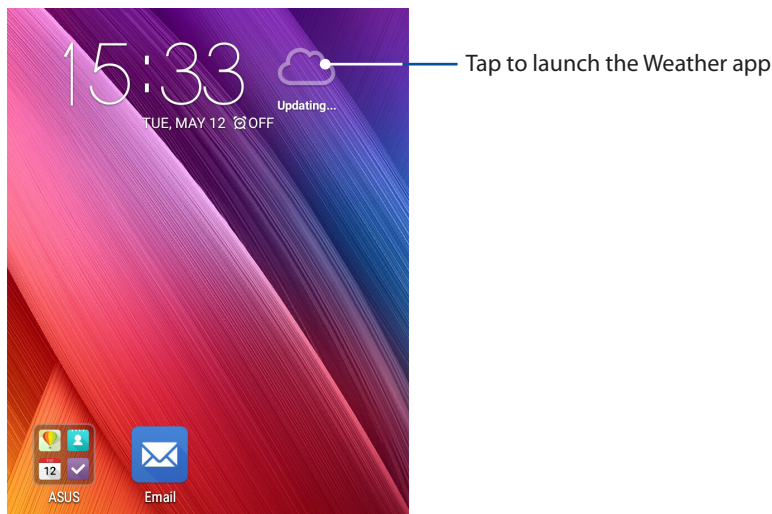 15:33
Updating...
TUE, MAY 12 OFF
Tap to launch the Weather app
12
ASUS
Email